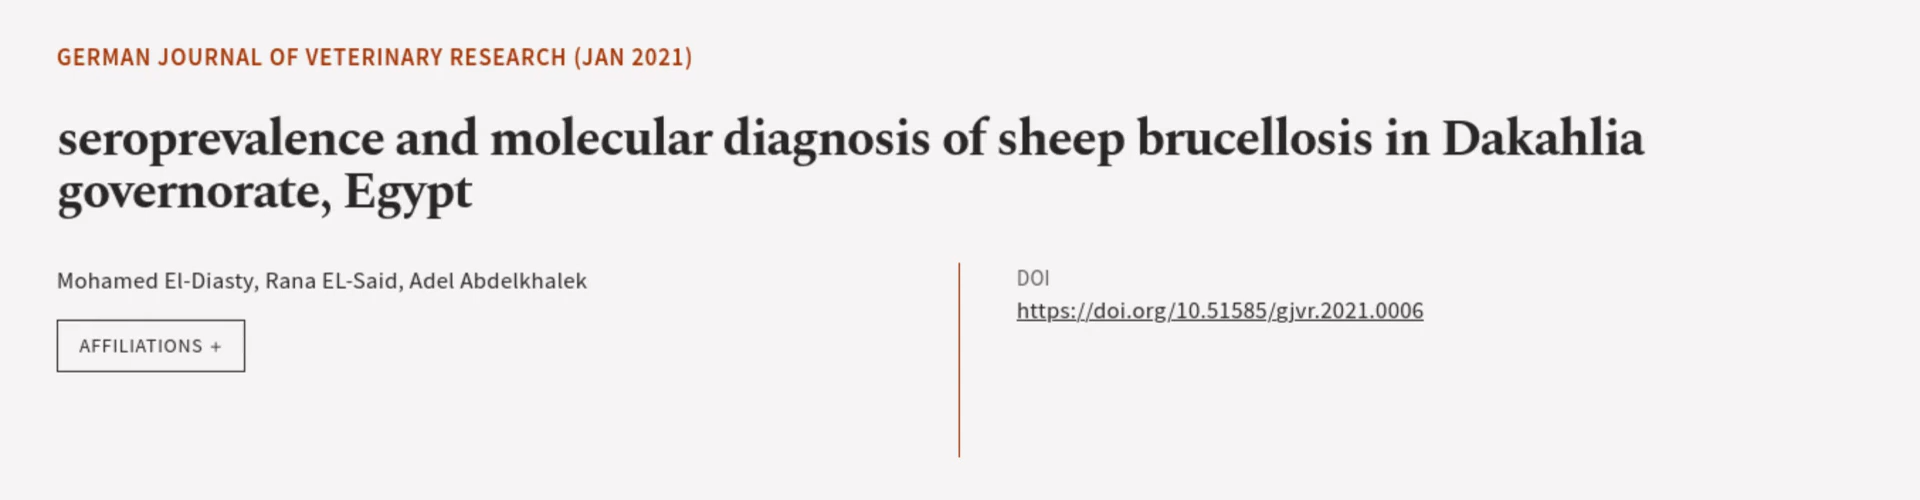 GERMAN JOURNAL OF VETERINARY RESEARCH (JAN 2021)
seroprevalence and molecular diagnosis of sheep brucellosis in Dakahlia
governorate, Egypt
Mohamed El-Diasty, Rana EL-Said, Adel Abdelkhalek
AFFILIATIONS +
DOI
https://doi.org/10.51585/gjvr.2021.0006